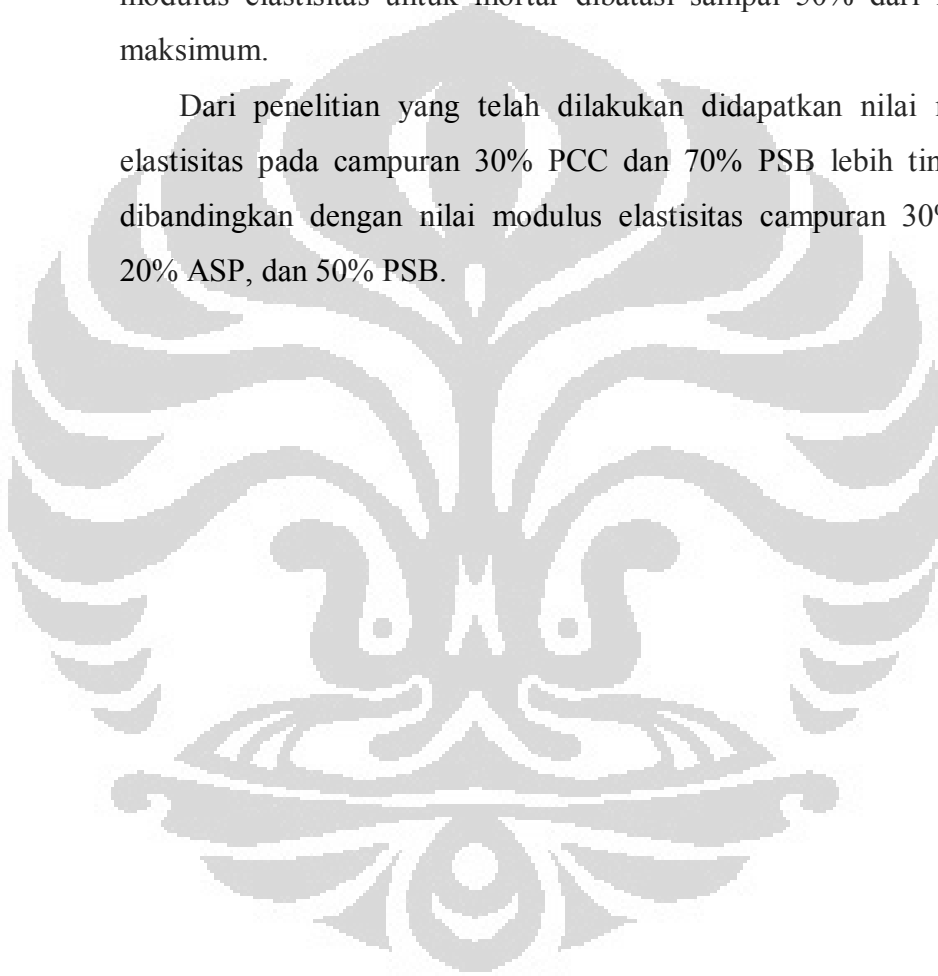 modulus elastisitas untuk mortar dibatasi sampai 50% dari
maksimum.
Dari penelitian yang telah dilakukan didapatkan nilai
elastisitas pada campuran 30% PCC dan 70% PSB lebih
dibandingkan dengan nilai modulus elastisitas campuran
20% ASP, dan 50% PSB.